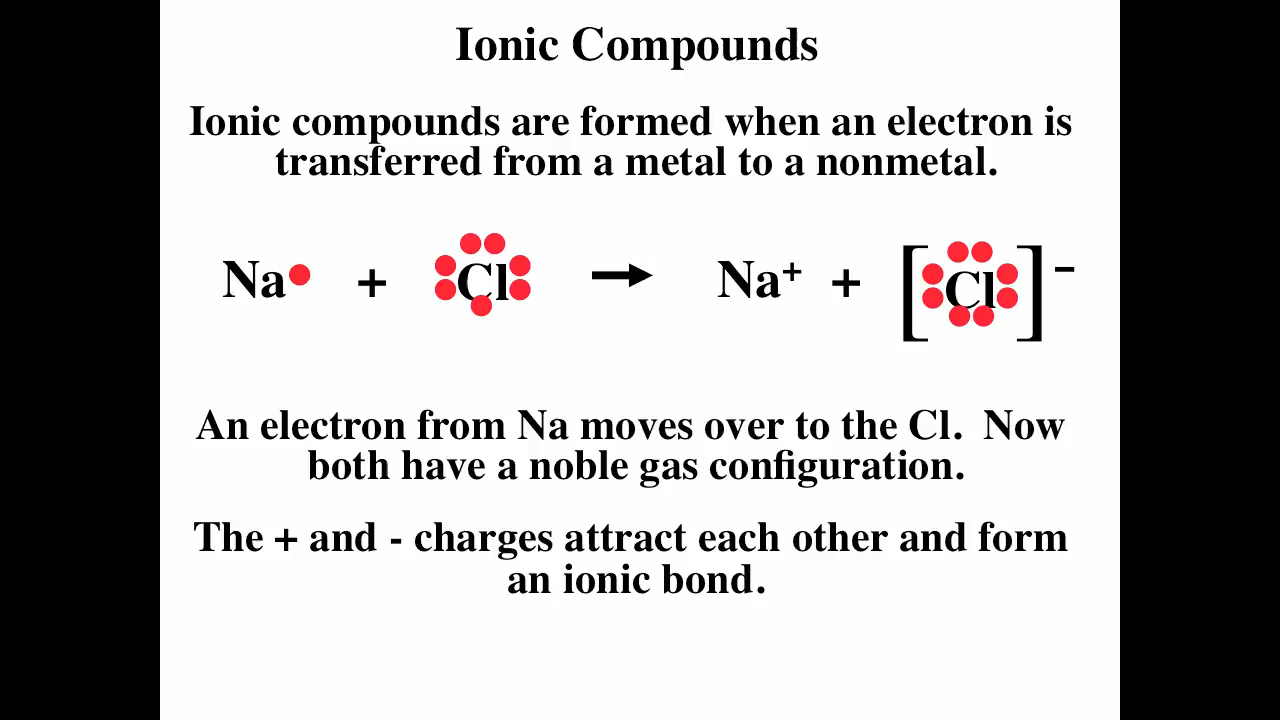 Ionic Compounds
Ionic compounds are formed when an electron is
transferred from a metal to a nonmetal.
Na + Cl → Na⁺ + [Cl]⁻
An electron from Na moves over to the Cl.  Now
both have a noble gas configuration.
The + and - charges attract each other and form
an ionic bond.